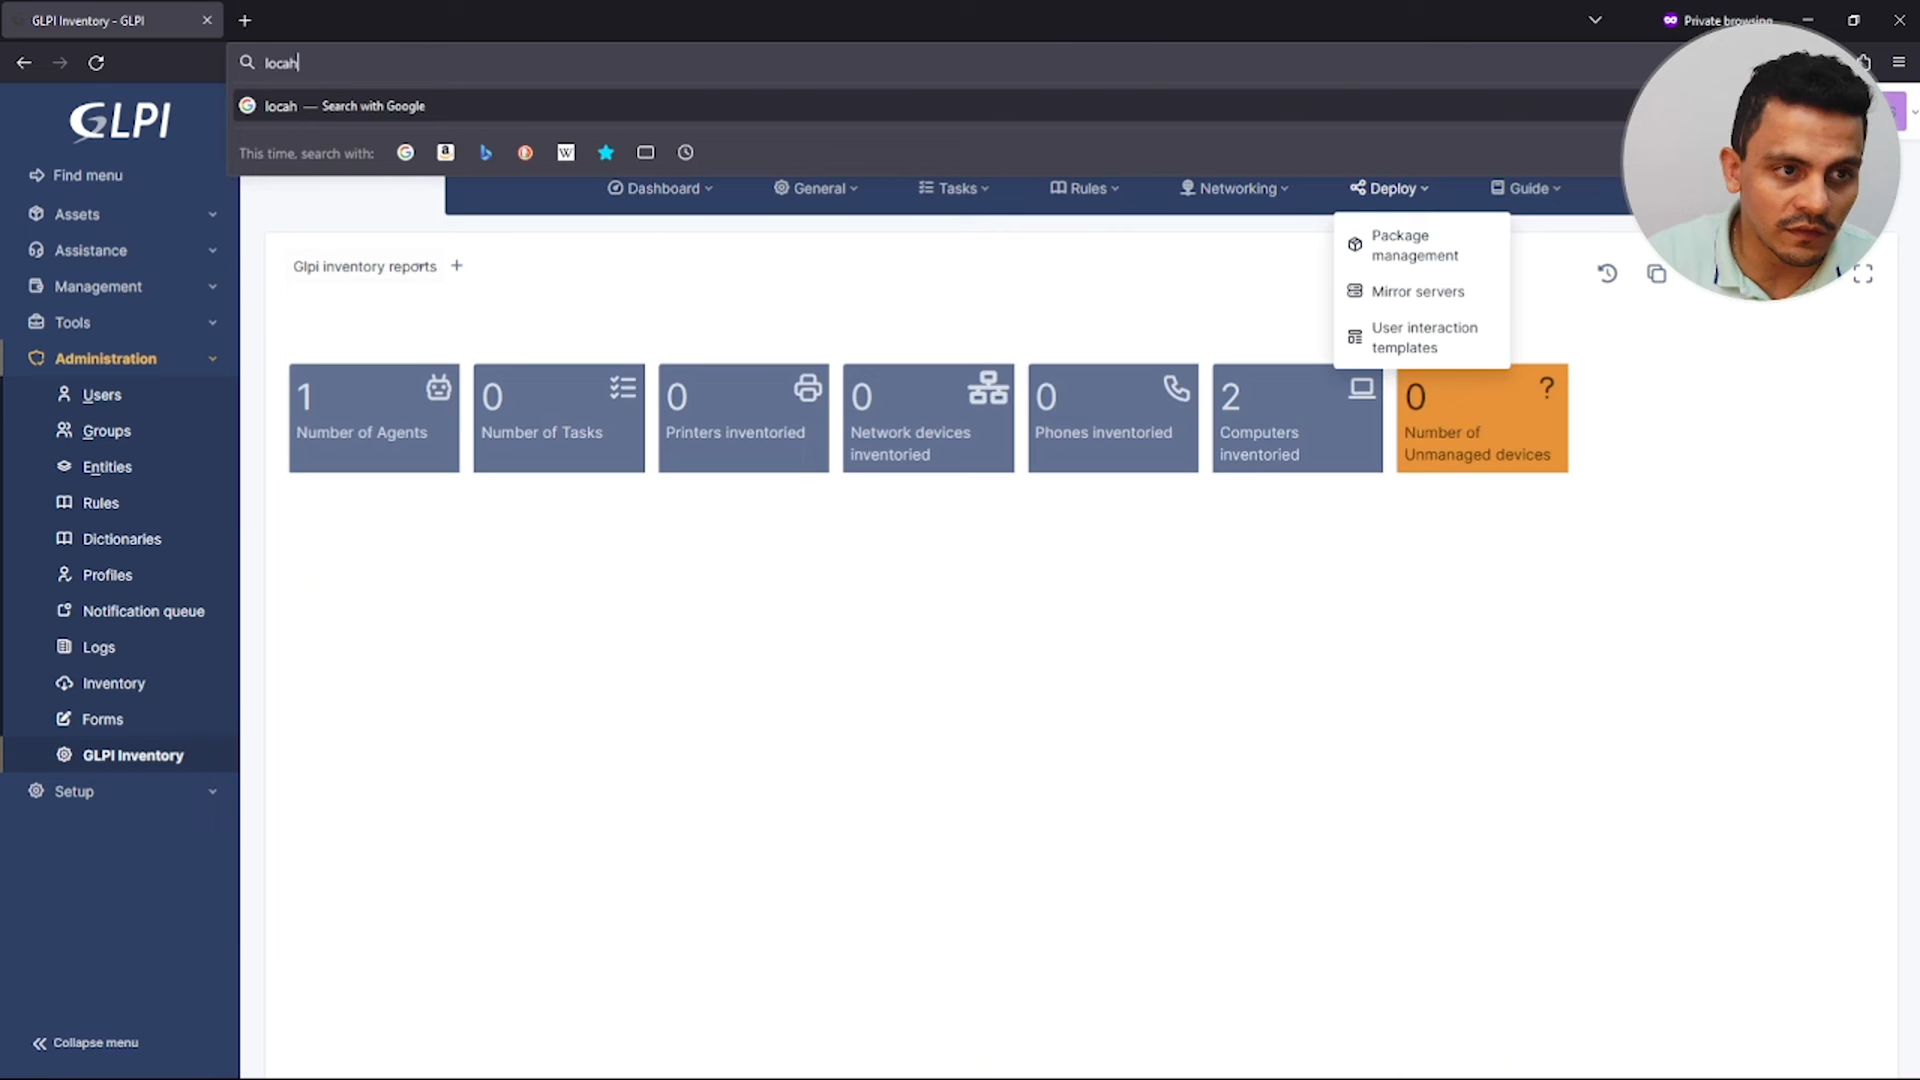 GLPI Inventory - GLPI
Private browsing
locah
locah — Search with Google
This time, search with:
GLPI
Find menu
Assets
Assistance
Management
Tools
Administration
Users
Groups
Entities
Rules
Dictionaries
Profiles
Notification queue
Logs
Inventory
Forms
GLPI Inventory
Setup
Collapse menu
Dashboard
General
Tasks
Rules
Networking
Deploy
Guide
Package
management
Mirror servers
User interaction
templates
Glpi inventory reports +
1
Number of Agents
0
Number of Tasks
0
Printers inventoried
0
Network devices
inventoried
0
Phones inventoried
2
Computers
inventoried
0
?
Number of
Unmanaged devices